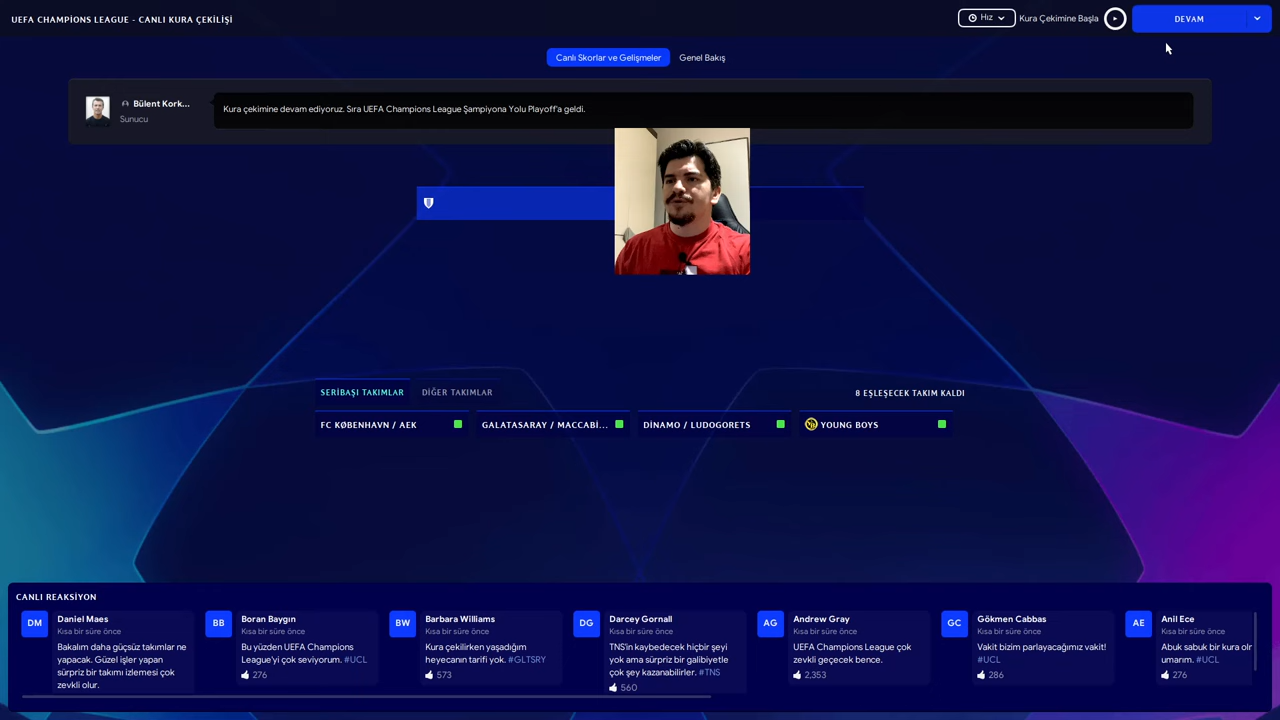 UEFA CHAMPIONS LEAGUE - CANLI KURA ÇEKİLİŞİ
Hız
Kura Çekimine Başla
DEVAM
Canlı Skorlar ve Gelişmeler
Genel Bakış
Bülent Kork...
Sunucu
Kura çekimine devam ediyoruz. Sıra UEFA Champions League Şampiyona Yolu Playoff'a geldi.
SERİBAŞI TAKIMLAR
DİĞER TAKIMLAR
8 EŞLEŞECEK TAKIM KALDI
FC KØBENHAVN / AEK
GALATASARAY / MACCABİ...
DİNAMO / LUDOGORETS
YOUNG BOYS
CANLI REAKSİYON
DM
Daniel Maes
Kısa bir süre önce
Bakalım daha güçsüz takımlar ne
yapacak. Güzel işler yapan
sürpriz bir takımı izlemesi çok
zevkli olur.
BB
Boran Baygın
Kısa bir süre önce
Bu yüzden UEFA Champions
League'yi çok seviyorum. #UCL
276
BW
Barbara Williams
Kısa bir süre önce
Kura çekilirken yaşadığım
heyecanın tarifi yok. #GLTSRY
573
DG
Darcey Gornall
Kısa bir süre önce
TNS'in kaybedecek hiçbir şeyi
yok ama sürpriz bir galibiyetle
çok şey kazanabilirler. #TNS
560
AG
Andrew Gray
Kısa bir süre önce
UEFA Champions League çok
zevkli geçecek bence.
2,353
GC
Gökmen Cabbas
Kısa bir süre önce
Vakit bizim parlayacağımız vakit!
#UCL
286
AE
Anıl Ece
Kısa bir süre önce
Abuk sabuk bir kura olr
umarım. #UCL
276